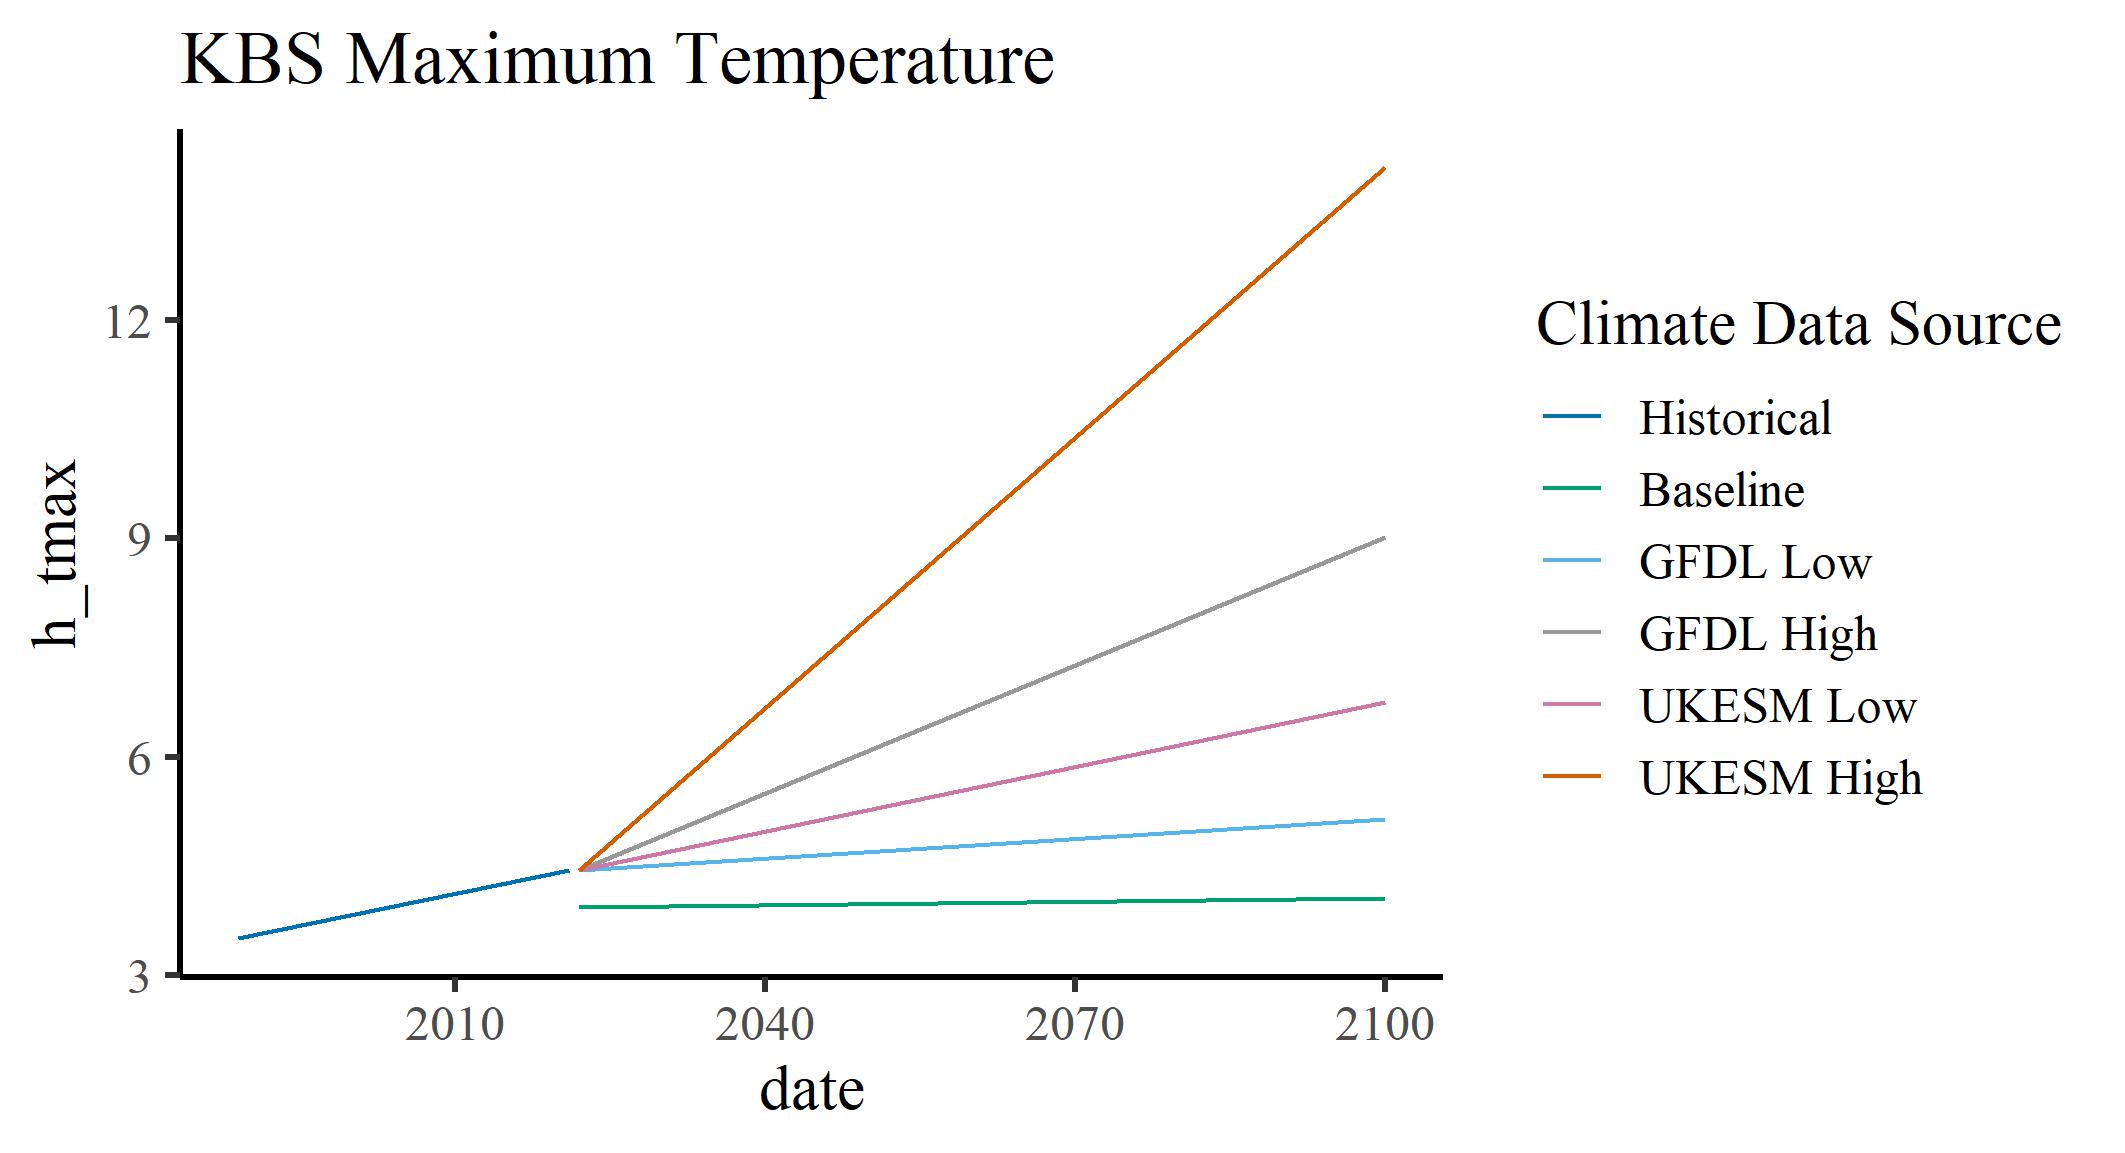 KBS Maximum Temperature
h_tmax
12
9
6
3
2010 2040 2070 2100
date
Climate Data Source
Historical
Baseline
GFDL Low
GFDL High
UKESM Low
UKESM High